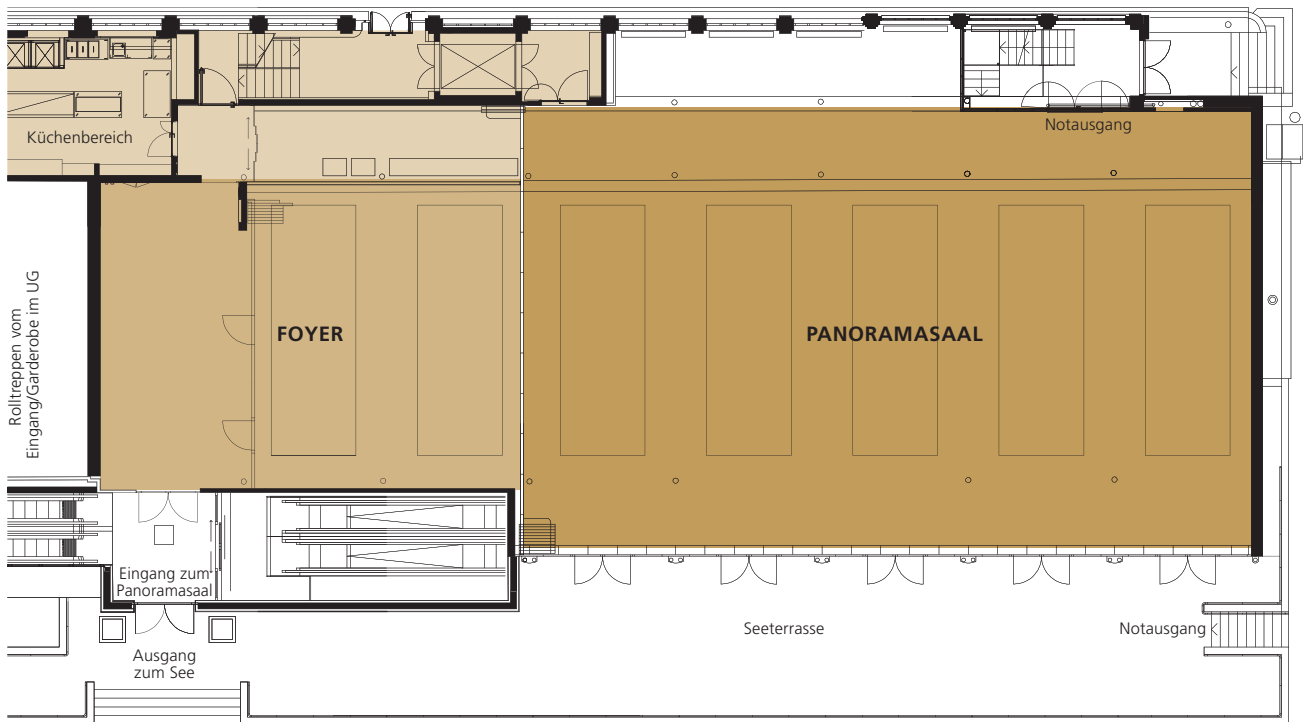 Küchenbereich
Notausgang
Rolltreppen vom
Eingang/Garderobe im UG
FOYER
PANORAMASAAL
Eingang zum
Panoramasaal
Seeterrasse
Notausgang
Ausgang
zum See